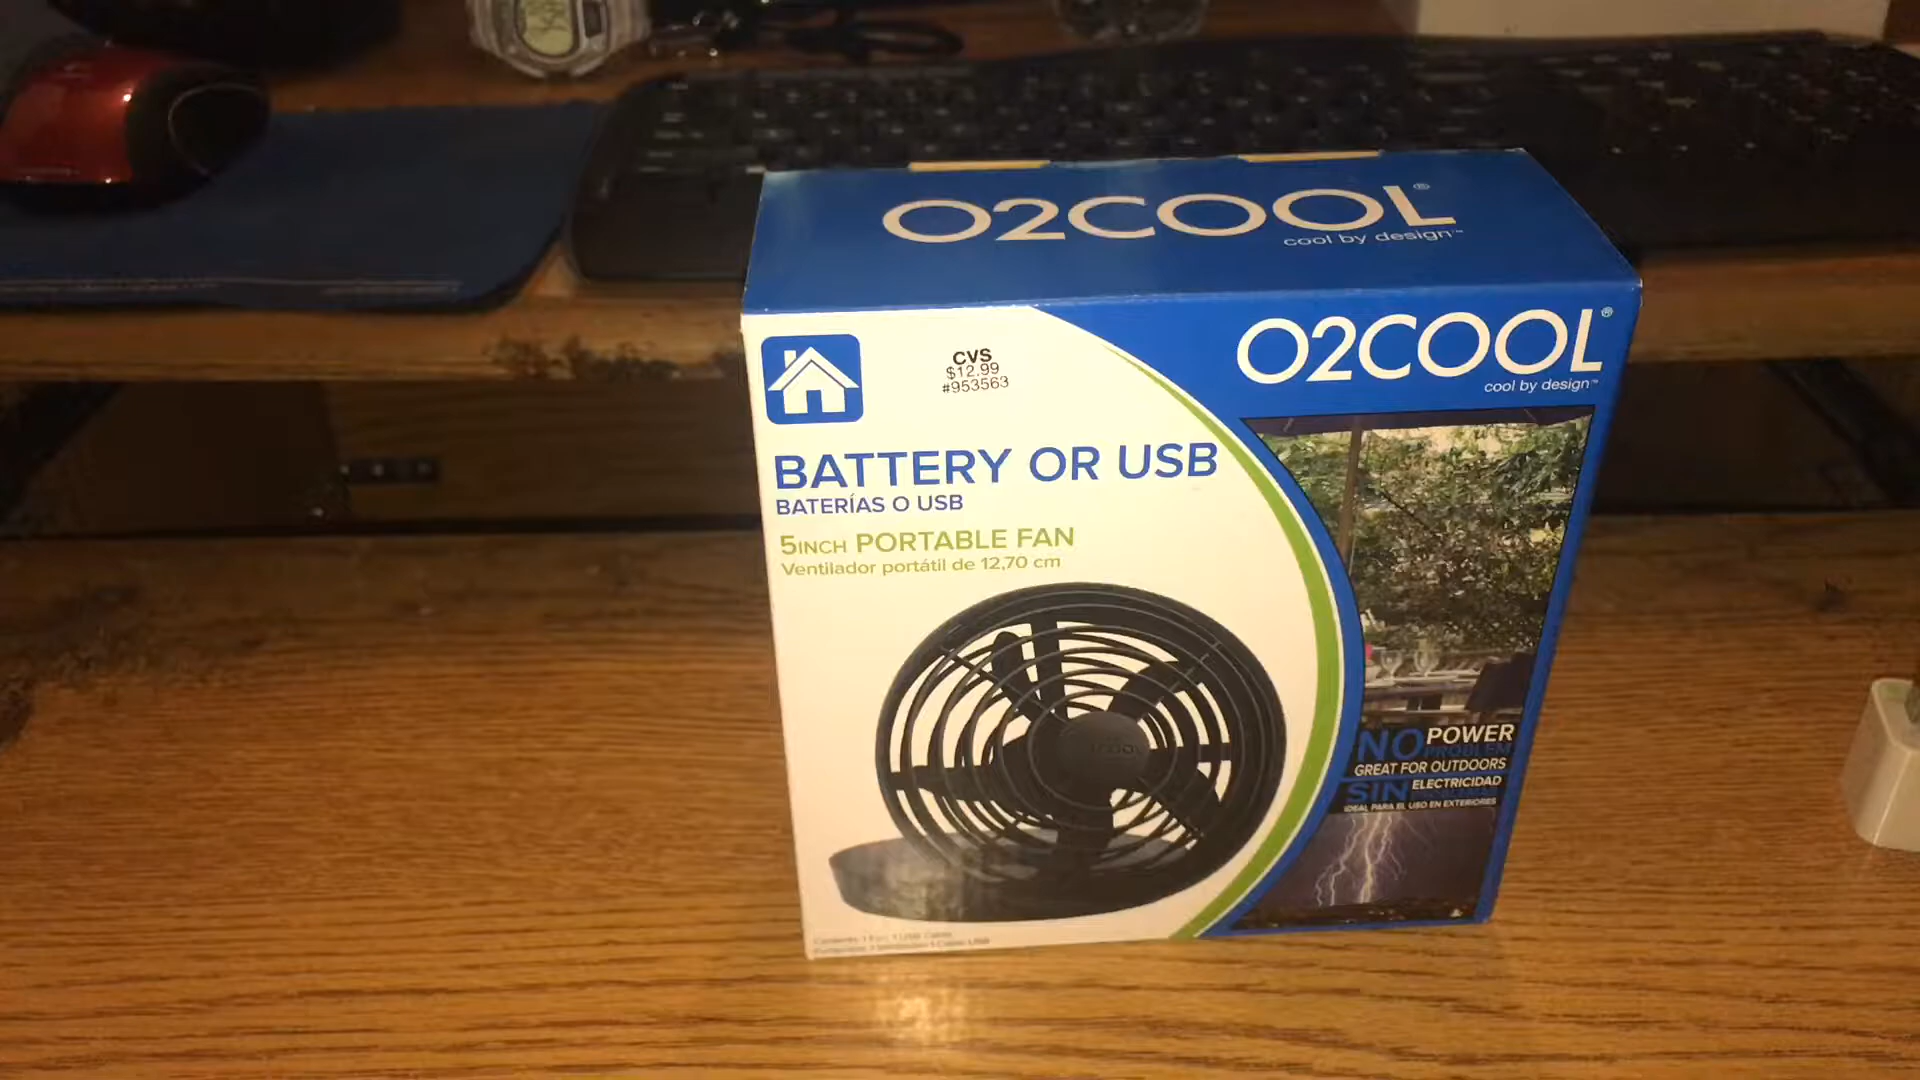 O2COOL®
cool by design™
O2COOL®
cool by design™
CVS
$12.99
#953563
BATTERY OR USB
BATERÍAS O USB
5INCH PORTABLE FAN
Ventilador portátil de 12,70 cm
NO POWER
PROBLEM
GREAT FOR OUTDOORS
SIN ELECTRICIDAD
IDEAL PARA EL USO EN EXTERIORES